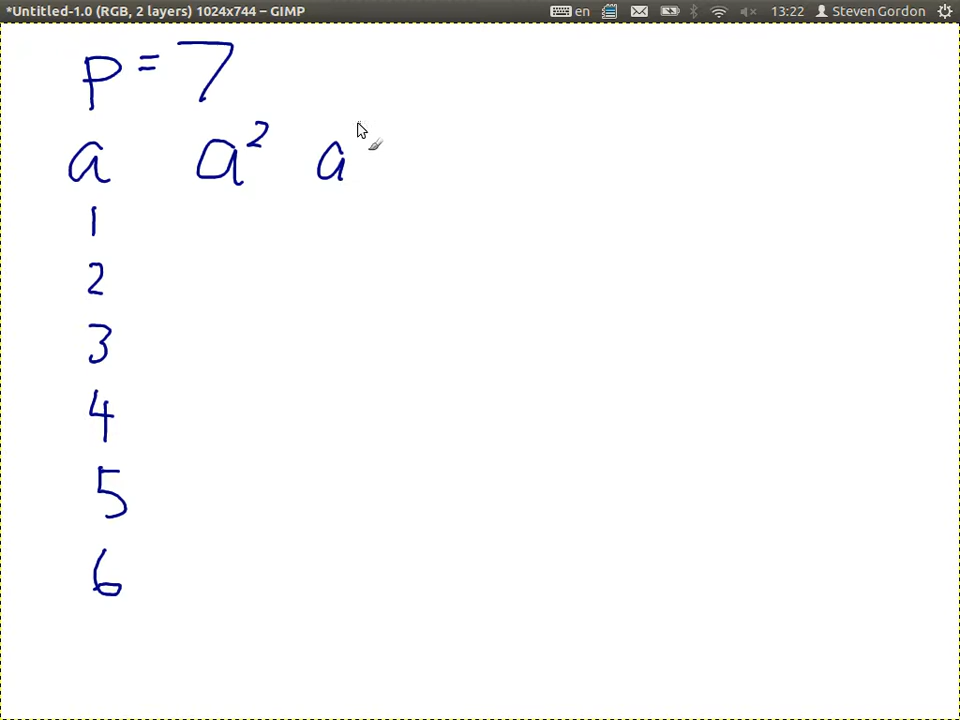 *Untitled-1.0 (RGB, 2 layers) 1024x744 – GIMP en 13:22 Steven Gordon
p = 7
a a² a
1
2
3
4
5
6